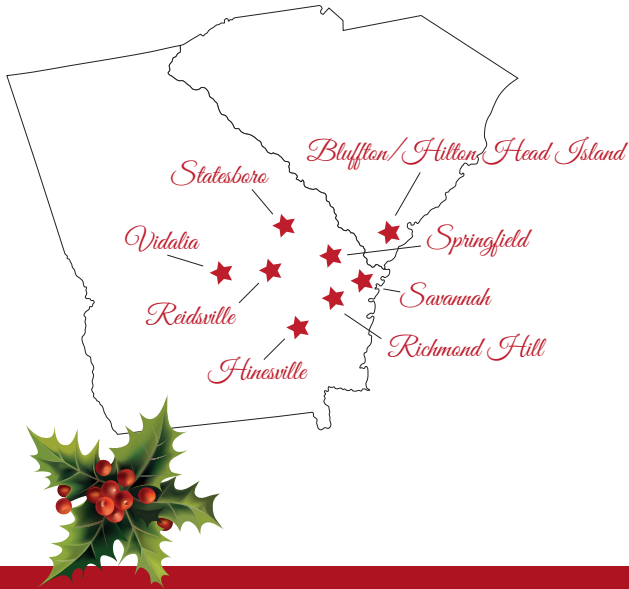 Bluffton/Hilton Head Island
Statesboro
Vidalia
Springfield
Savannah
Reidsville
Richmond Hill
Hinesville